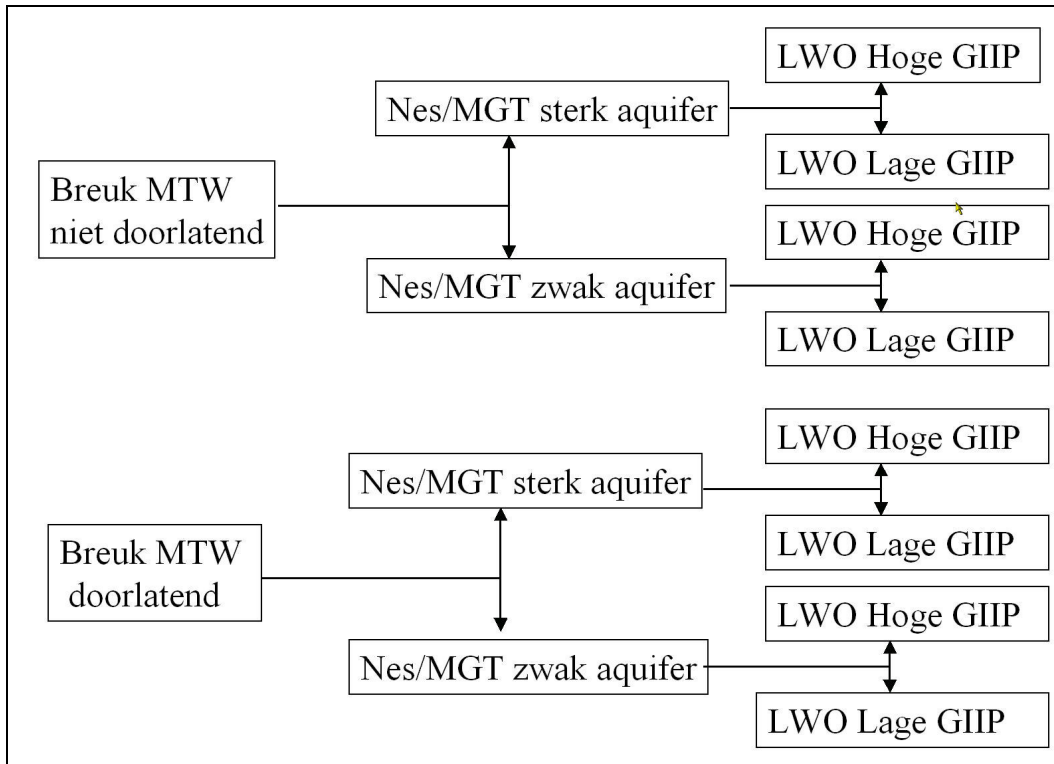 LWO Hoge GIIP
Nes/MGT sterk aquifer
LWO Lage GIIP
Breuk MTW
niet doorlatend
LWO Hoge GIIP
Nes/MGT zwak aquifer
LWO Lage GIIP
LWO Hoge GIIP
Nes/MGT sterk aquifer
LWO Lage GIIP
Breuk MTW
doorlatend
LWO Hoge GIIP
Nes/MGT zwak aquifer
LWO Lage GIIP